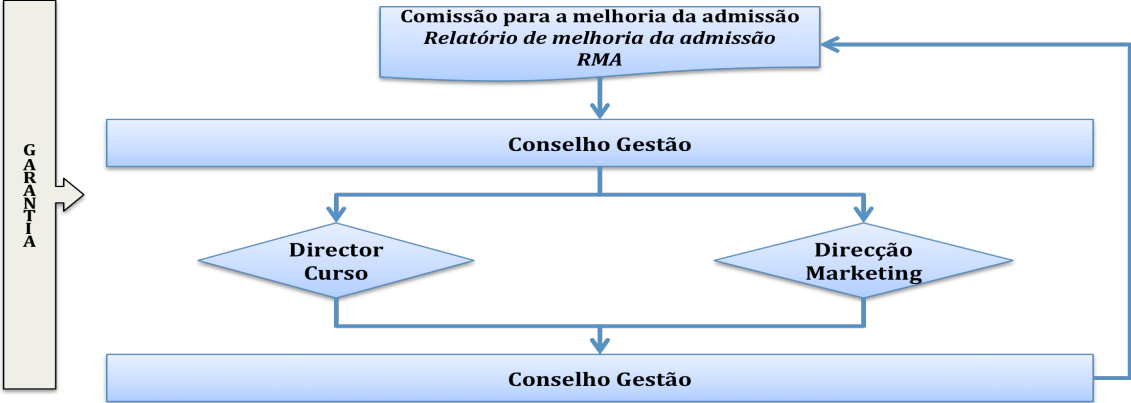 GARANTIA
Comissão para a melhoria da admissão
Relatório de melhoria da admissão
RMA
Conselho Gestão
Director
Curso
Direcção
Marketing
Conselho Gestão